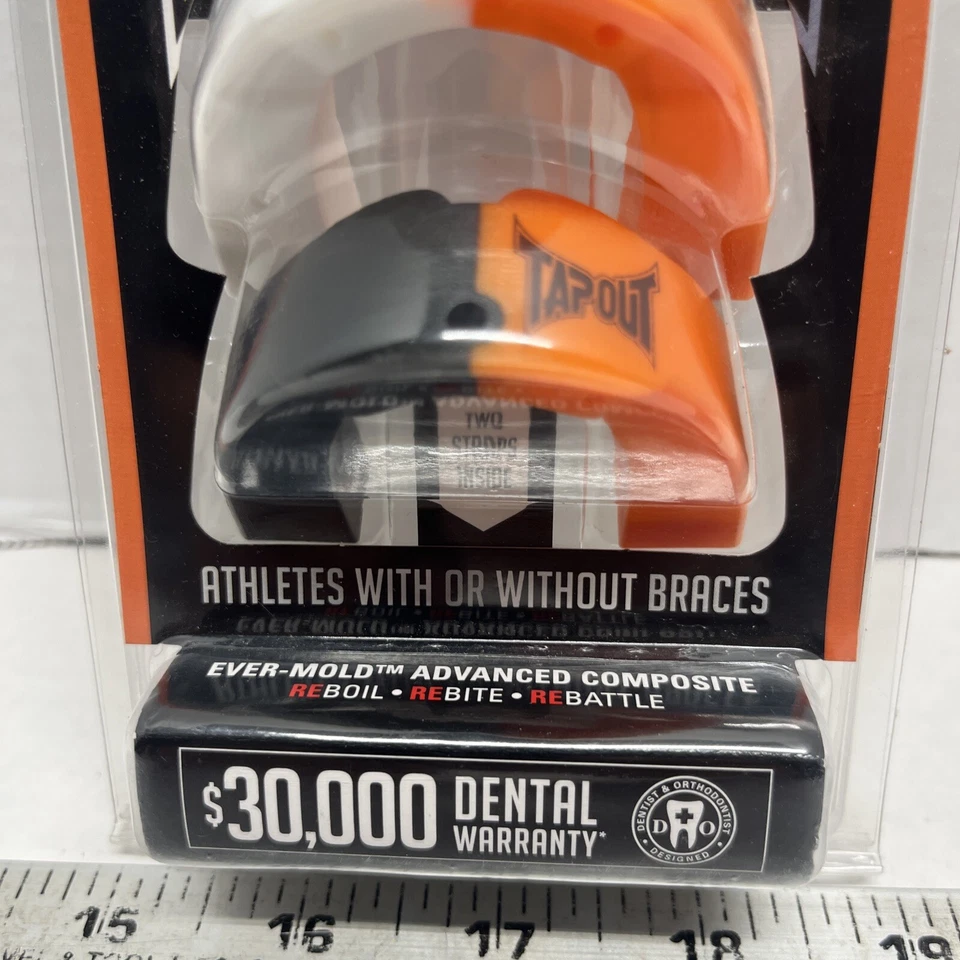 TAPOUT
TWO
STRAPS
INSIDE
ATHLETES WITH OR WITHOUT BRACES
EVER-MOLD™ ADVANCED COMPOSITE
REBOIL • REBITE • REBATTLE
$30,000 DENTAL
WARRANTY*
DENTIST & ORTHODONTIST
D O
• DESIGNED •
15 16 17 18 19
& TOOL